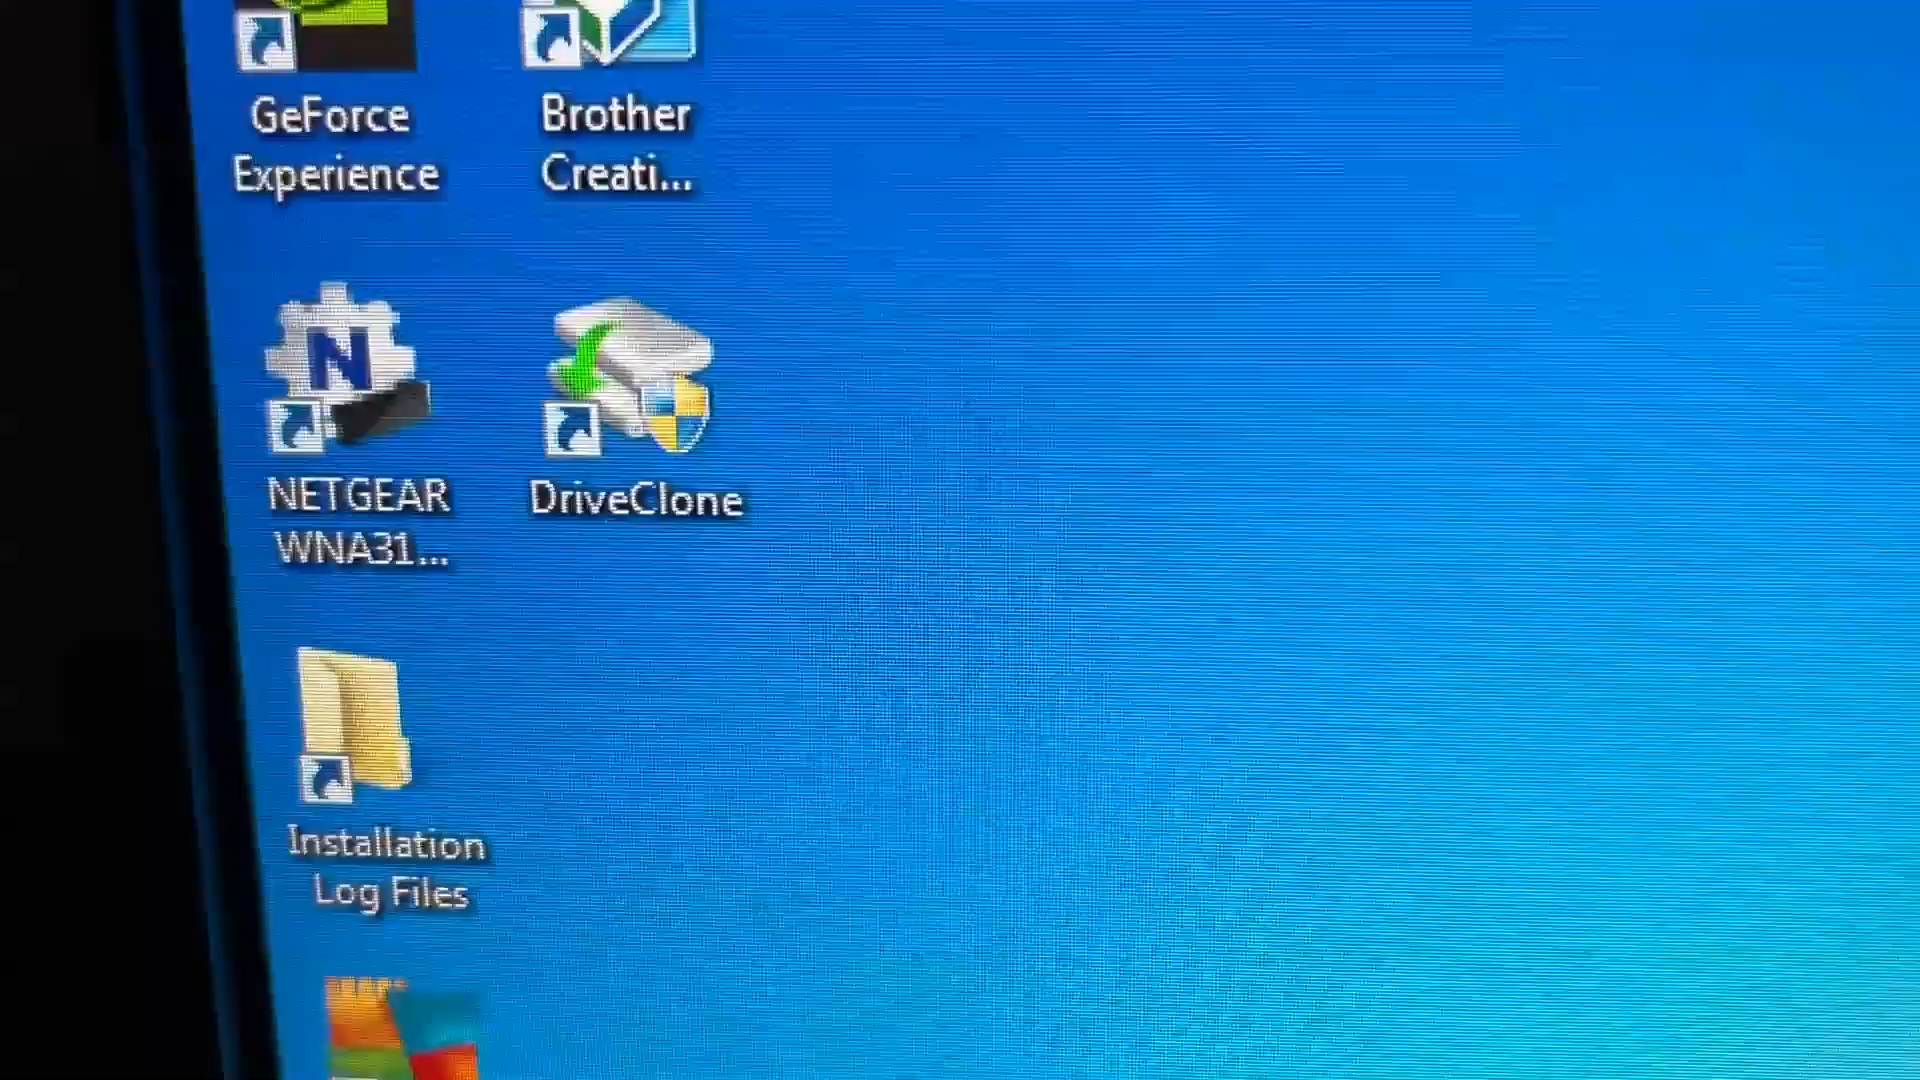 GeForce
Experience
Brother
Creati...
N
NETGEAR
WNA31...
DriveClone
Installation
Log Files